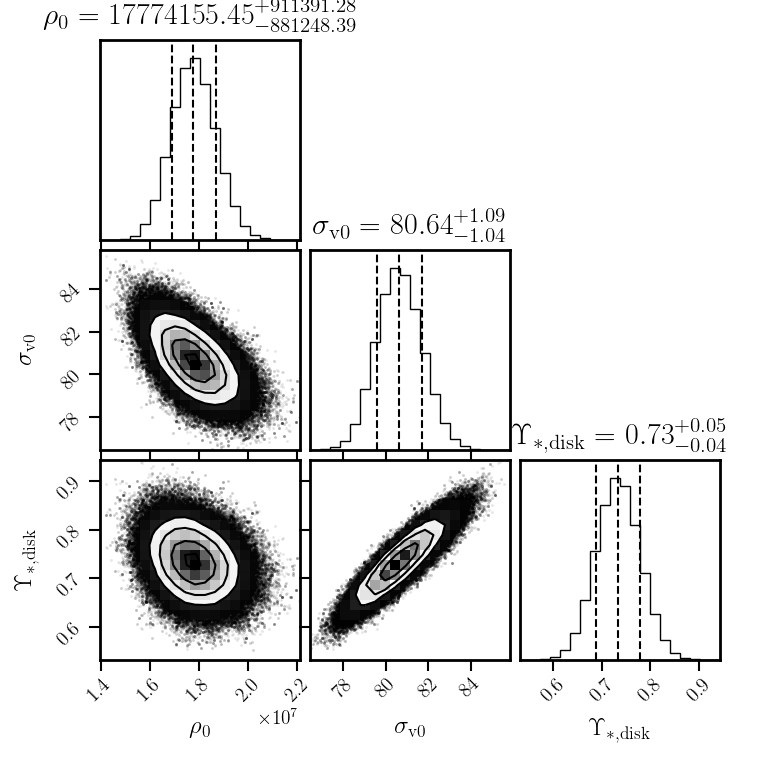 ρ₀ = 17774155.45⁺⁹¹¹³⁹¹·²⁸₋₈₈₁₂₄₈.₃₉
σᵥ₀ = 80.64⁺¹·⁰⁹₋₁.₀₄
84
82
80
78
σᵥ₀
ϒ*,disk = 0.73⁺⁰·⁰⁵₋₀.₀₄
0.9
0.8
0.7
0.6
ϒ*,disk
1.4 1.6 1.8 2.0 2.2 78 80 82 84 0.6 0.7 0.8 0.9
×10⁷
ρ₀ σᵥ₀ ϒ*,disk